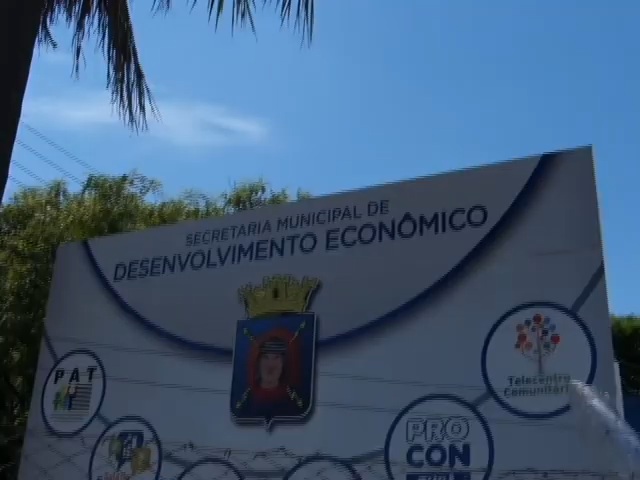 SECRETARIA MUNICIPAL DE
DESENVOLVIMENTO ECONÔMICO
PAT
Telecentro
Comunitário
PRO
CON